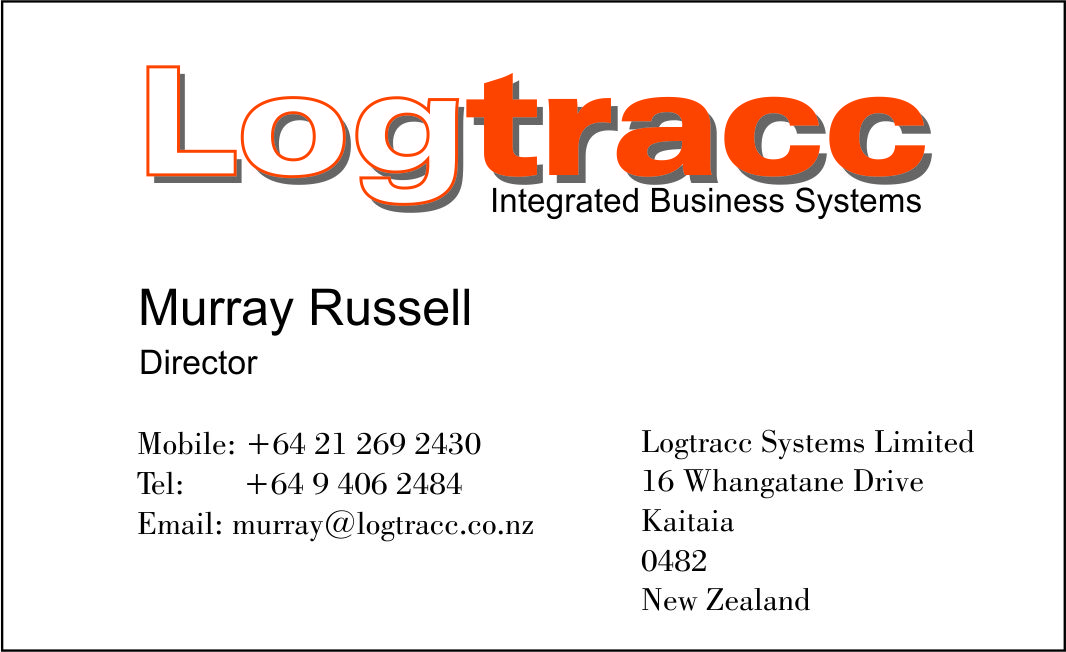 Logtracc
Integrated Business Systems
Murray Russell
Director
Mobile: +64 21 269 2430
Tel: +64 9 406 2484
Email: murray@logtracc.co.nz
Logtracc Systems Limited
16 Whangatane Drive
Kaitaia
0482
New Zealand